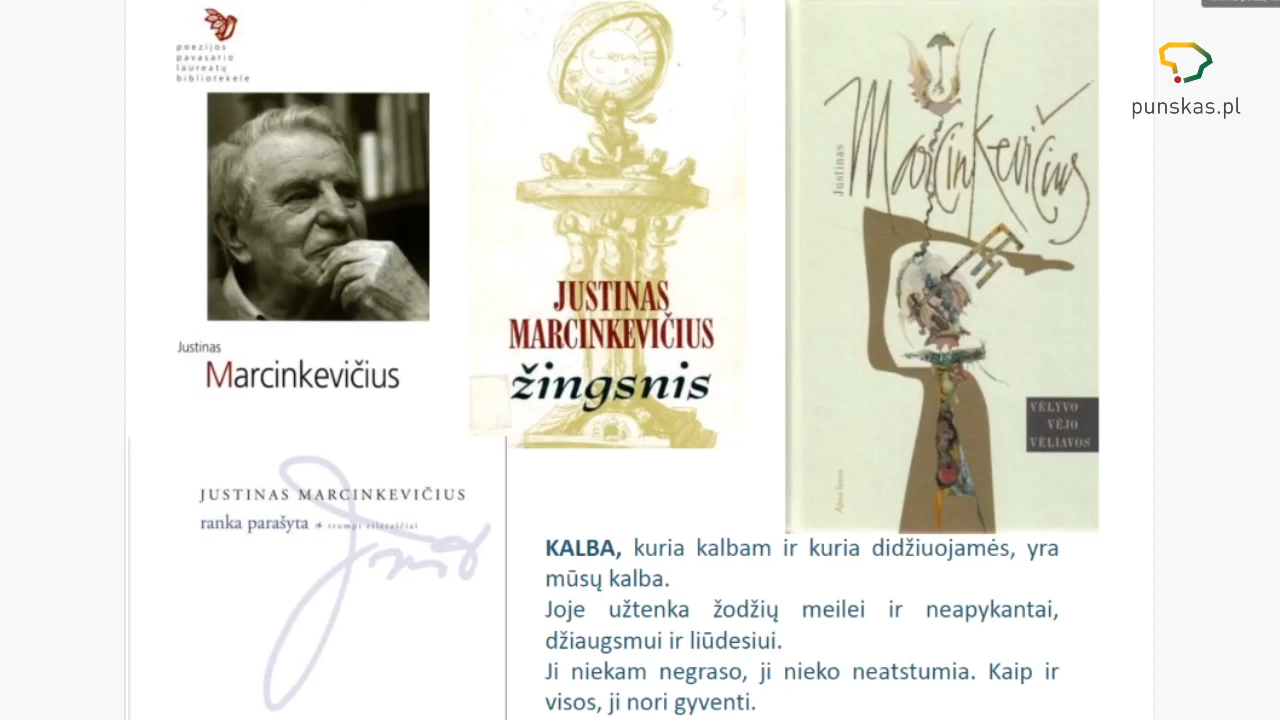 poezijos
pavasario
laureatų
bibliotekėlė
Justinas
Marcinkevičius
JUSTINAS
MARCINKEVIČIUS
žingsnis
Justinas
Marcinkevičius
VĖLYVO
VĖJO
VĖLIAVOS
punskas.pl
JUSTINAS MARCINKEVIČIUS
ranka parašyta trumpi eilėraščiai
KALBA, kuria kalbam ir kuria didžiuojamės, yra
mūsų kalba.
Joje užtenka žodžių meilei ir neapykantai,
džiaugsmui ir liūdesiui.
Ji niekam negraso, ji nieko neatstumia. Kaip ir
visos, ji nori gyventi.